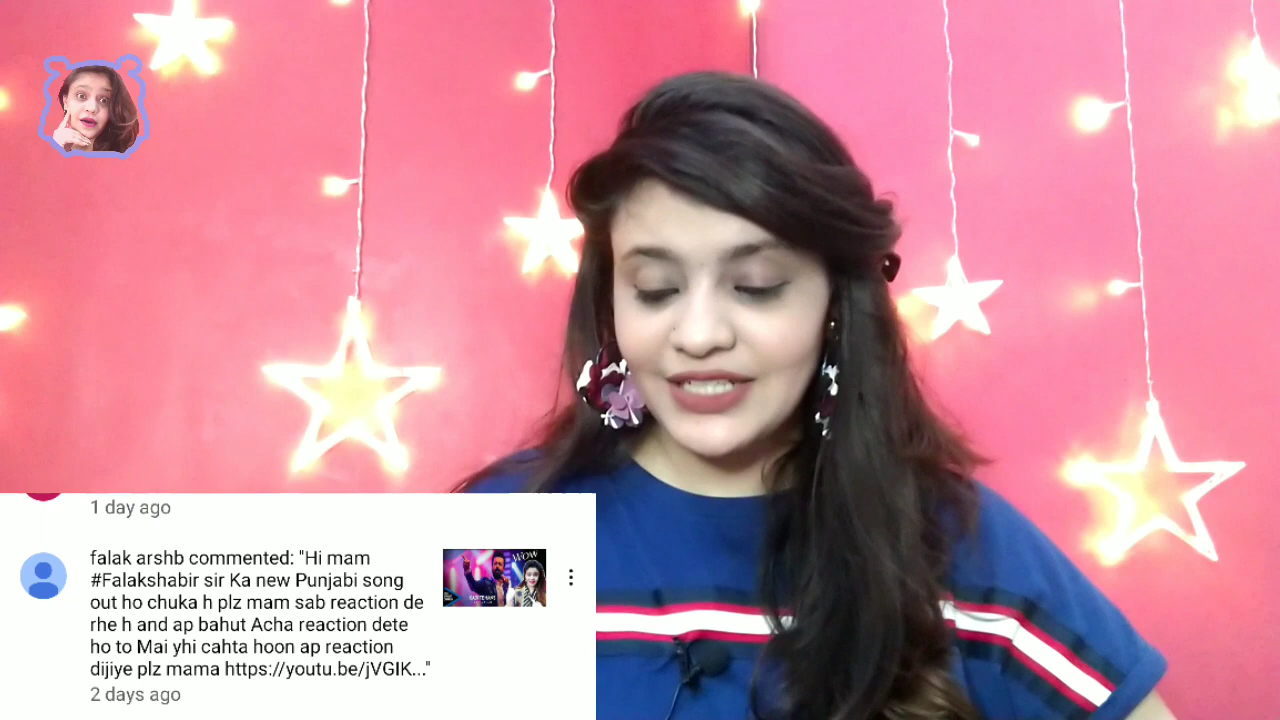 1 day ago
falak arshb commented: "Hi mam
#Falakshabir sir Ka new Punjabi song
out ho chuka h plz mam sab reaction de
rhe h and ap bahut Acha reaction dete
ho to Mai yhi cahta hoon ap reaction
dijiye plz mama https://youtu.be/jVGIK..."
2 days ago
WOW